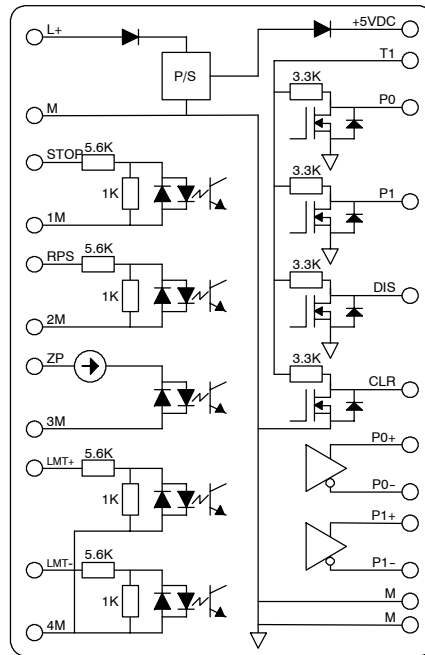 L+
P/S
M
STOP
5.6K
1K
1M
RPS
5.6K
1K
2M
ZP
3M
LMT+
5.6K
1K
LMT-
5.6K
1K
4M
+5VDC
T1
3.3K
P0
3.3K
P1
3.3K
DIS
3.3K
CLR
P0+
P0−
P1+
P1−
M
M